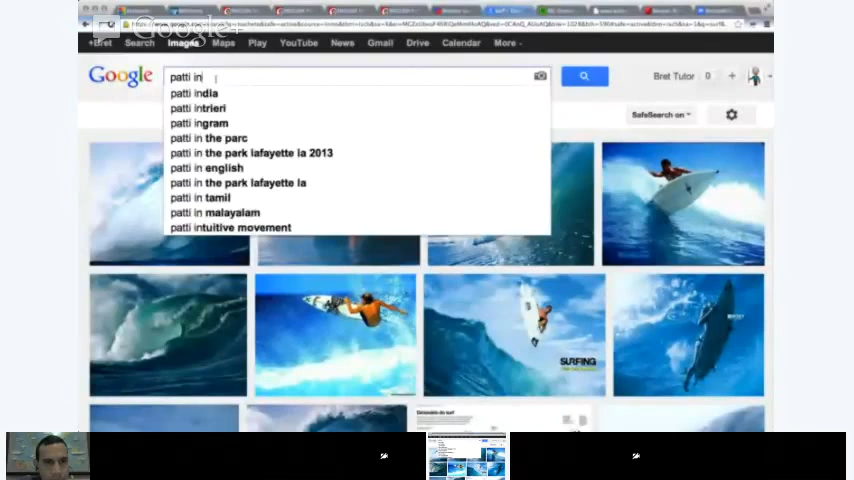 Google+
+Bret Search Images Maps Play YouTube News Gmail Drive Calendar More
Google patti in Bret Tutor 0 +
patti india
patti intrieri
patti ingram
patti in the parc
patti in the park lafayette la 2013
patti in english
patti in the park lafayette la
patti in tamil
patti in malayalam
patti intuitive movement
SafeSearch on
SURFING